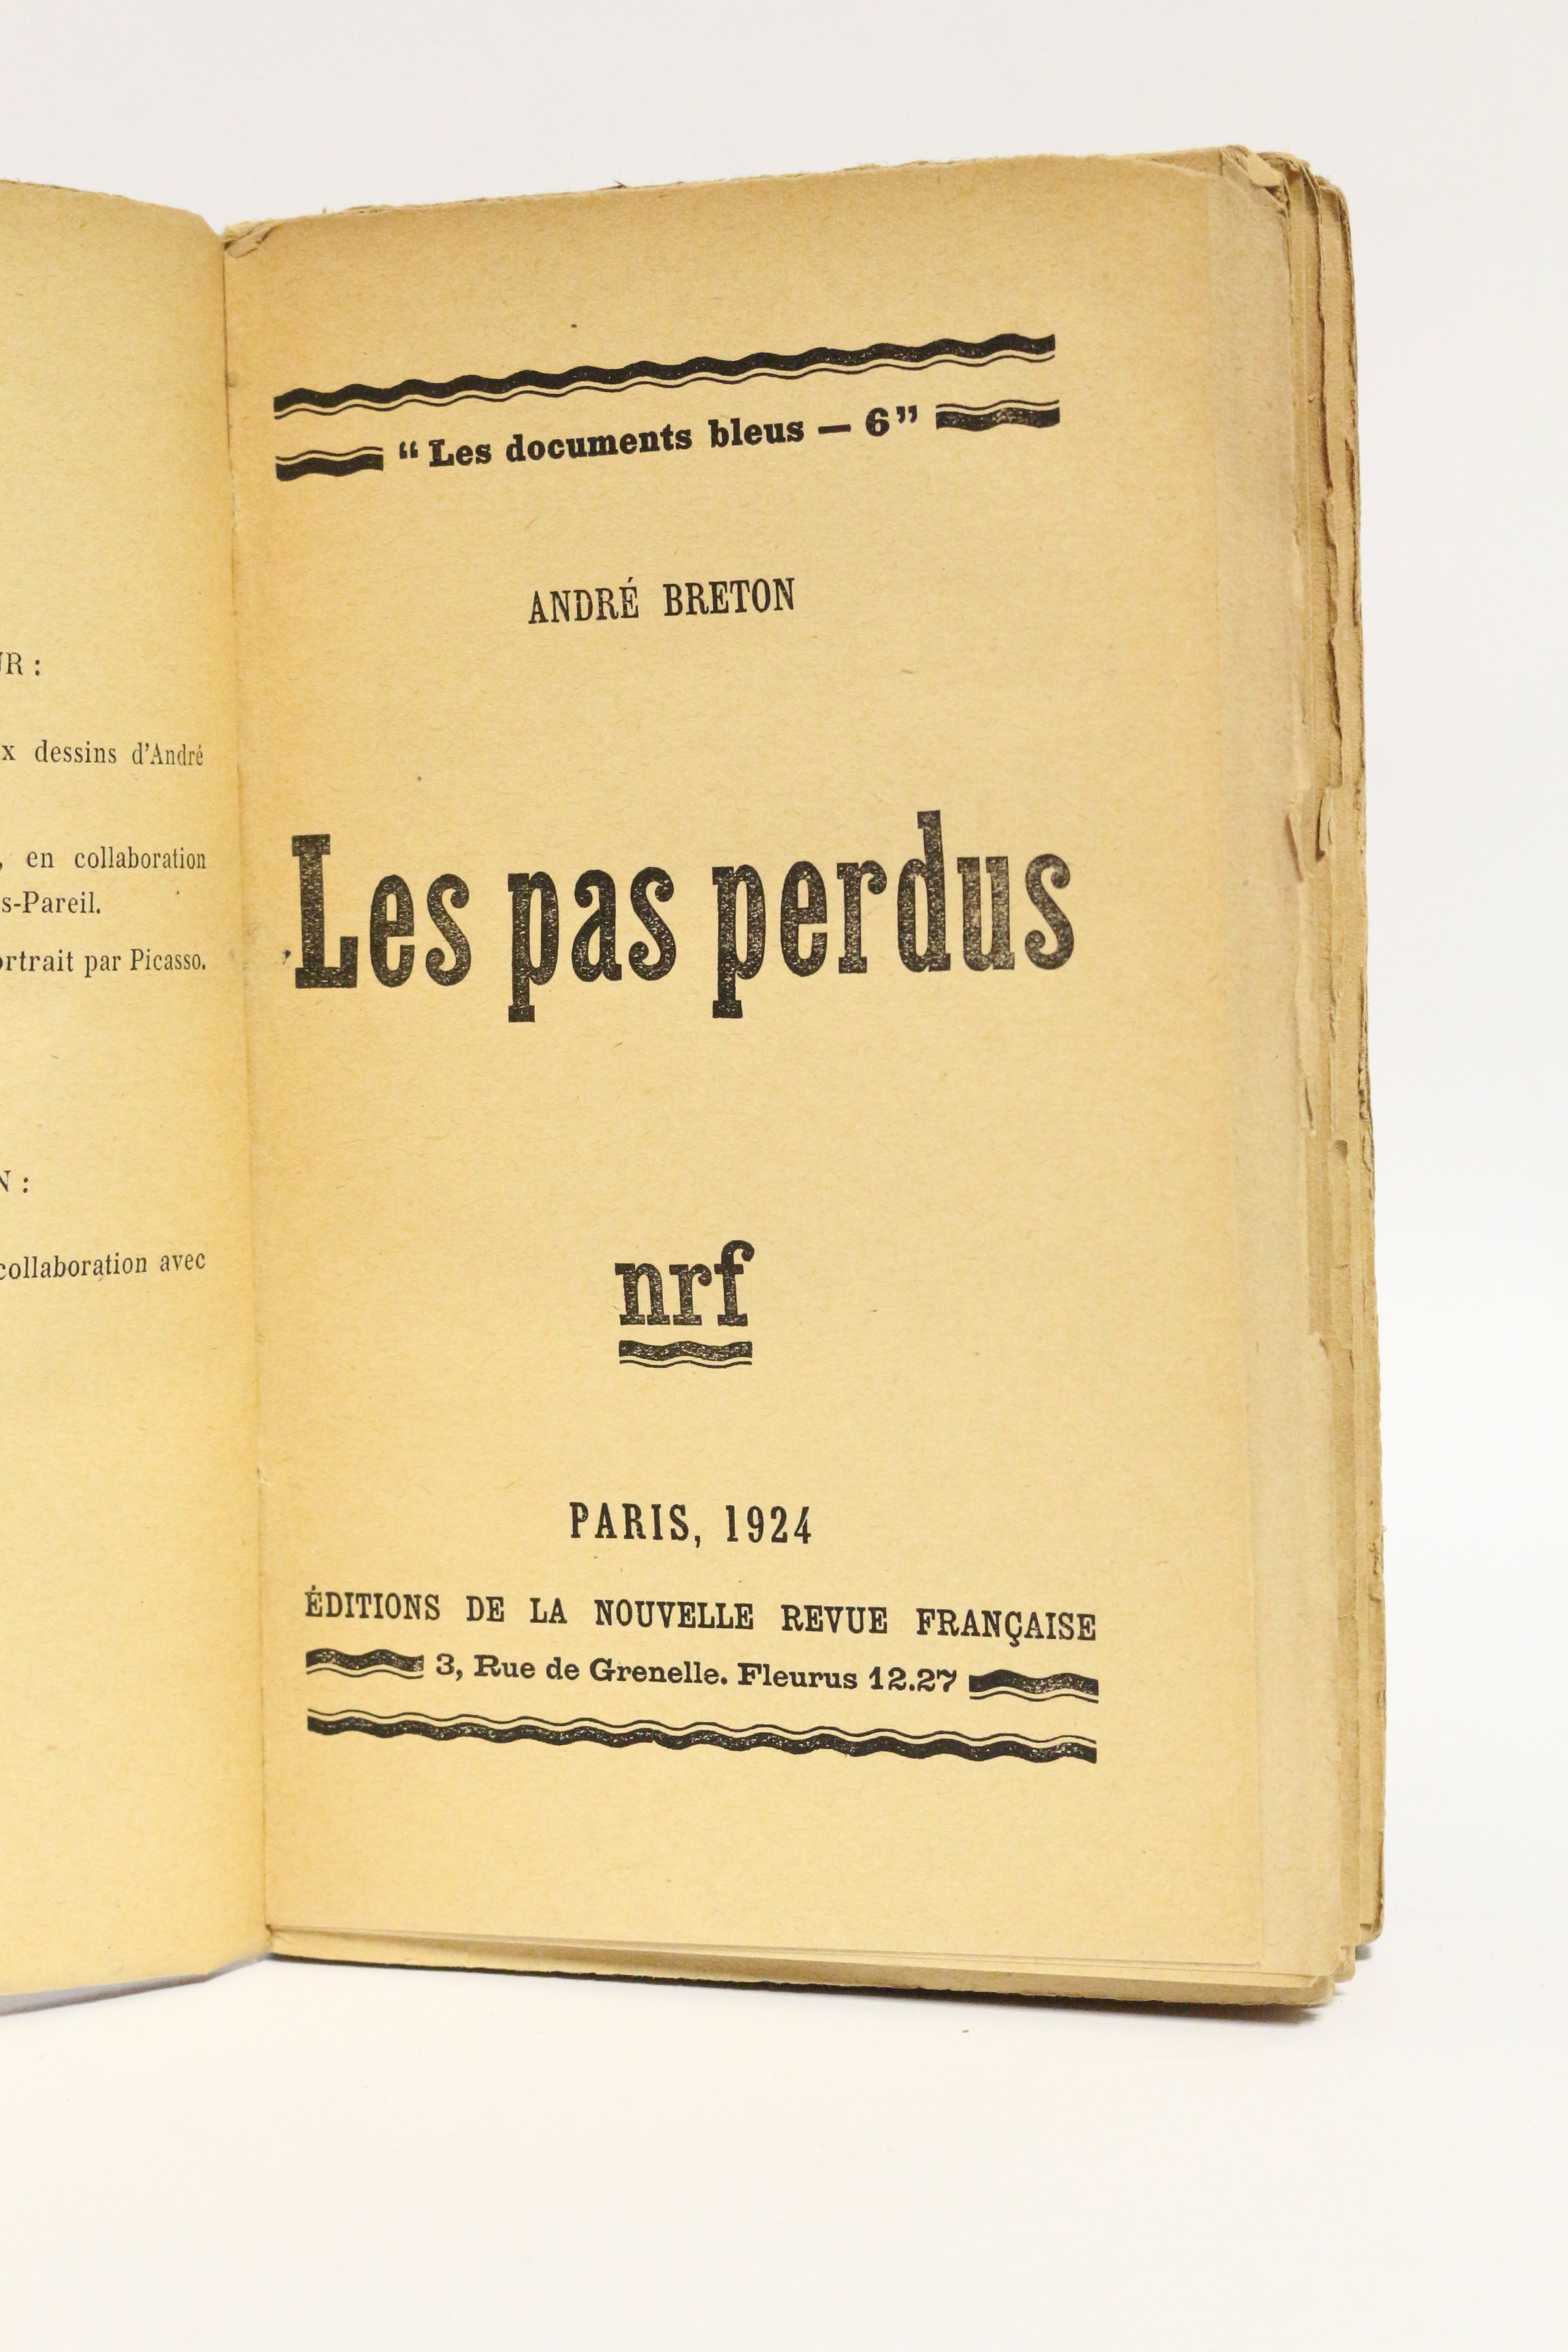 UR :
x dessins d'André
, en collaboration
s-Pareil.
ortrait par Picasso.
N :
collaboration avec
“ Les documents bleus — 6”
ANDRÉ BRETON
Les pas perdus
nrf
PARIS, 1924
ÉDITIONS DE LA NOUVELLE REVUE FRANÇAISE
3, Rue de Grenelle. Fleurus 12.27